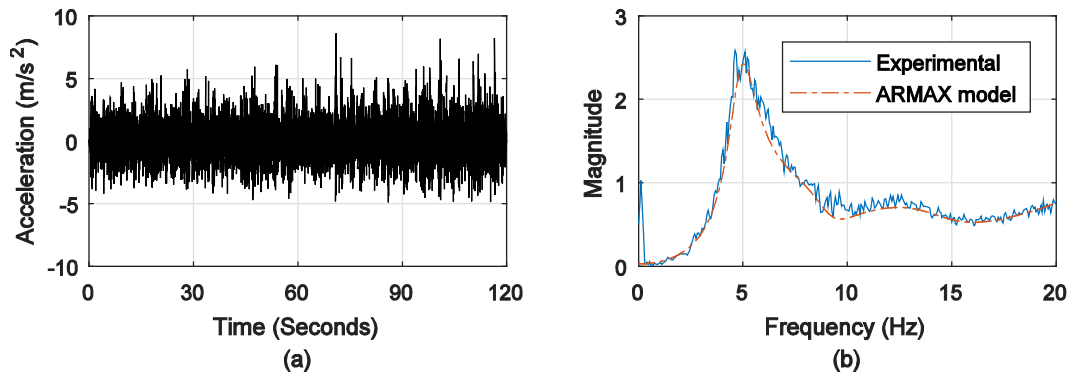 10
5
0
-5
-10
Acceleration (m/s²)
0
30
60
90
120
Time (Seconds)
(a)
3
2
1
0
Magnitude
Experimental
ARMAX model
0
5
10
15
20
Frequency (Hz)
(b)